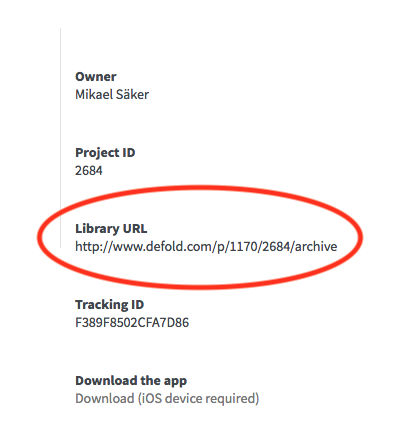 Owner
Mikael Säker
Project ID
2684
Library URL
http://www.defold.com/p/1170/2684/archive
Tracking ID
F389F8502CFA7D86
Download the app
Download (iOS device required)